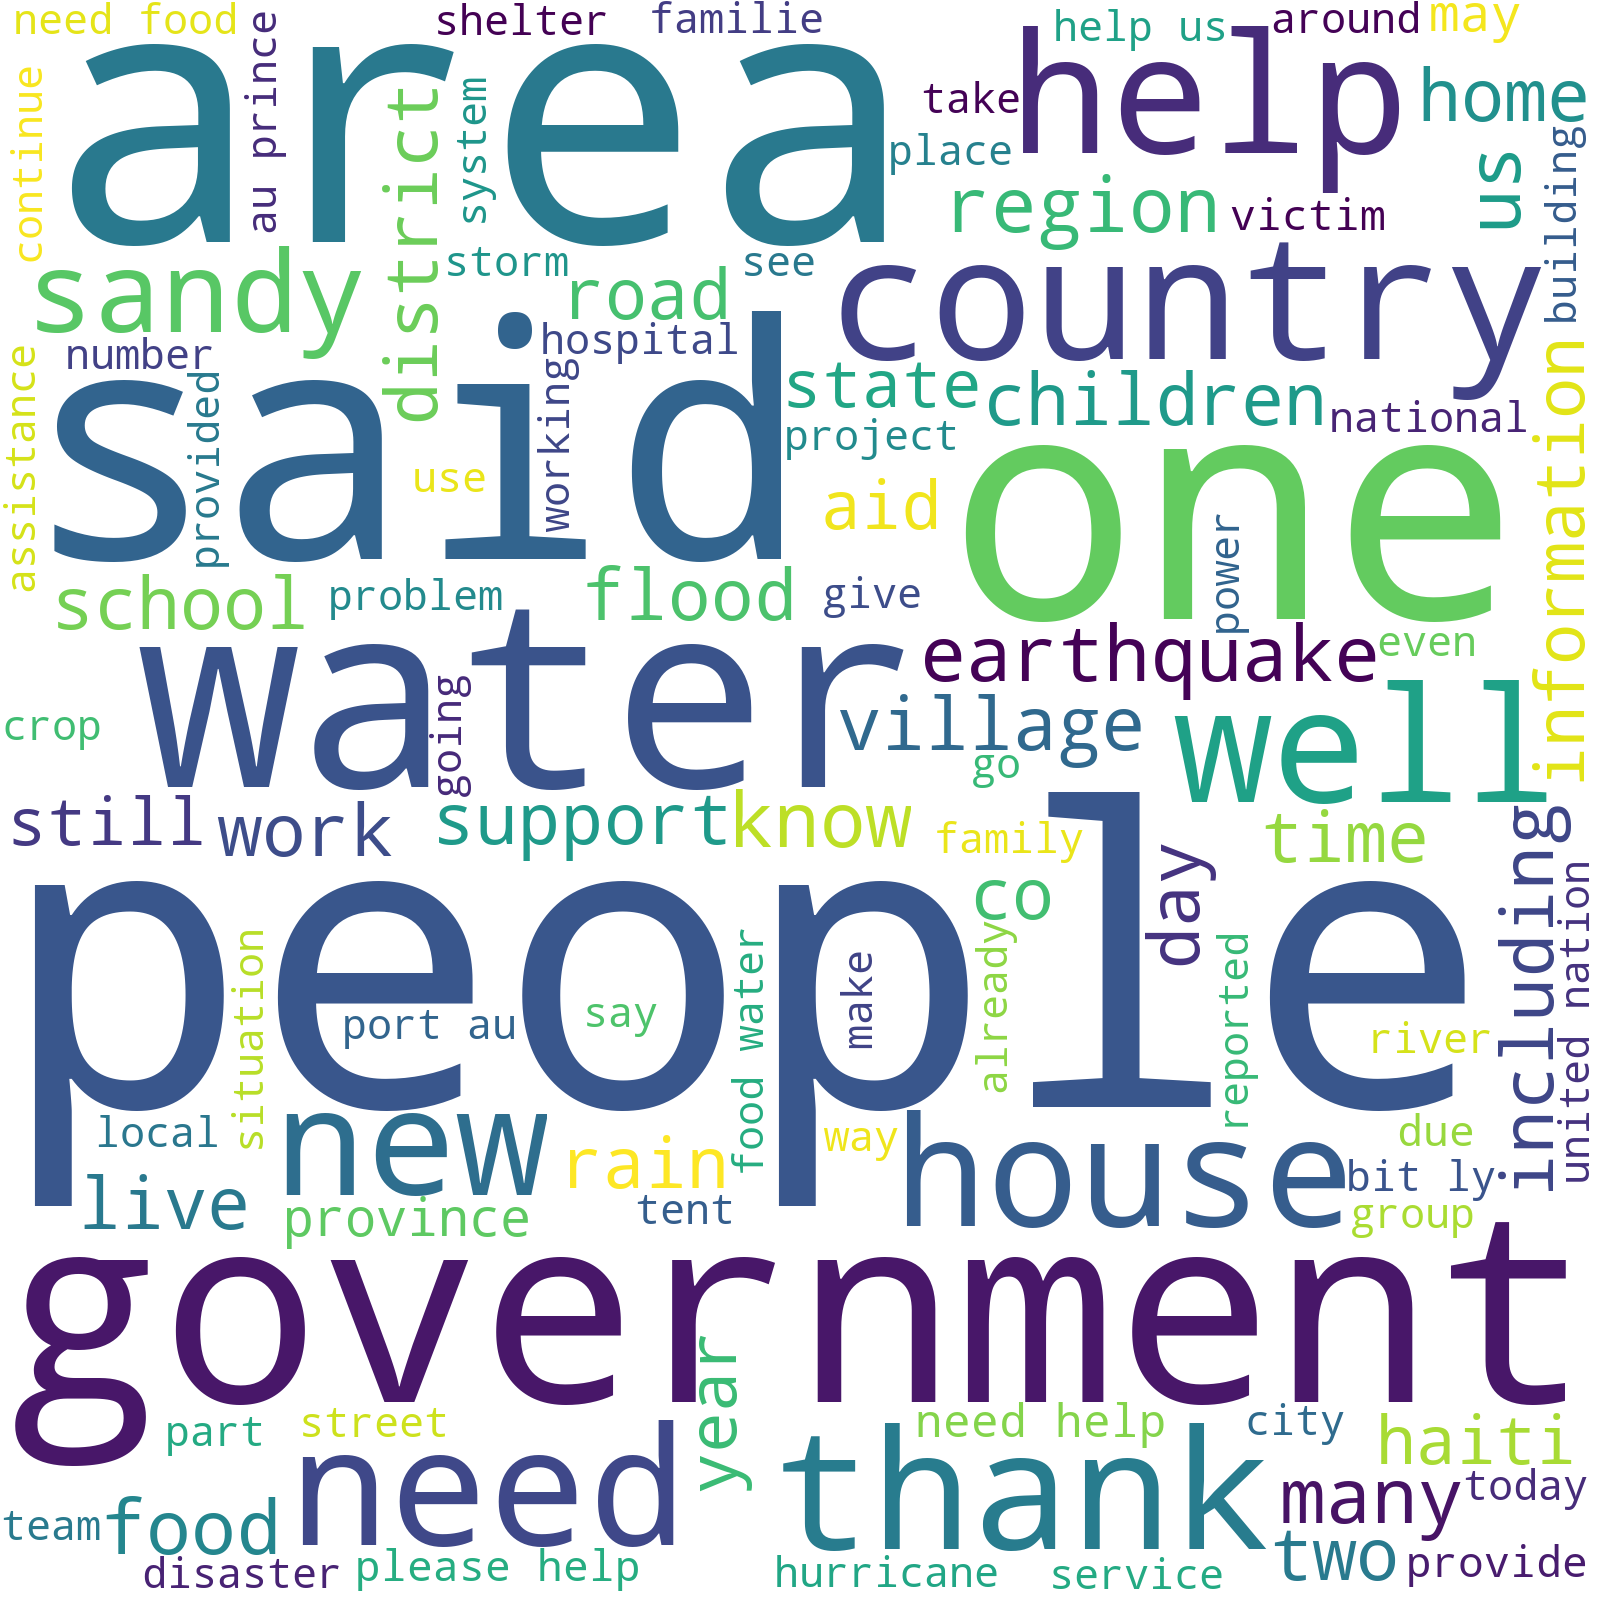 need food
shelter
familie
help us
around
may
area
help
au prince
continue
system
take
home
district
place
building
us
region
victim
sandy
storm
see
road
country
number
hospital
said
information
assistance
provided
working
state
children
national
project
use
one
aid
power
school
problem
flood
give
earthquake
even
water
going
village
well
crop
go
still
work
support
know
family
time
day
including
people
co
united nation
already
reported
situation
food water
make
port au
say
river
local
new
rain
way
house
due
live
tent
bit ly
province
group
government
year
part
street
need
need help
city
thank
haiti
many
today
team
food
two
disaster
please help
hurricane
service
provide